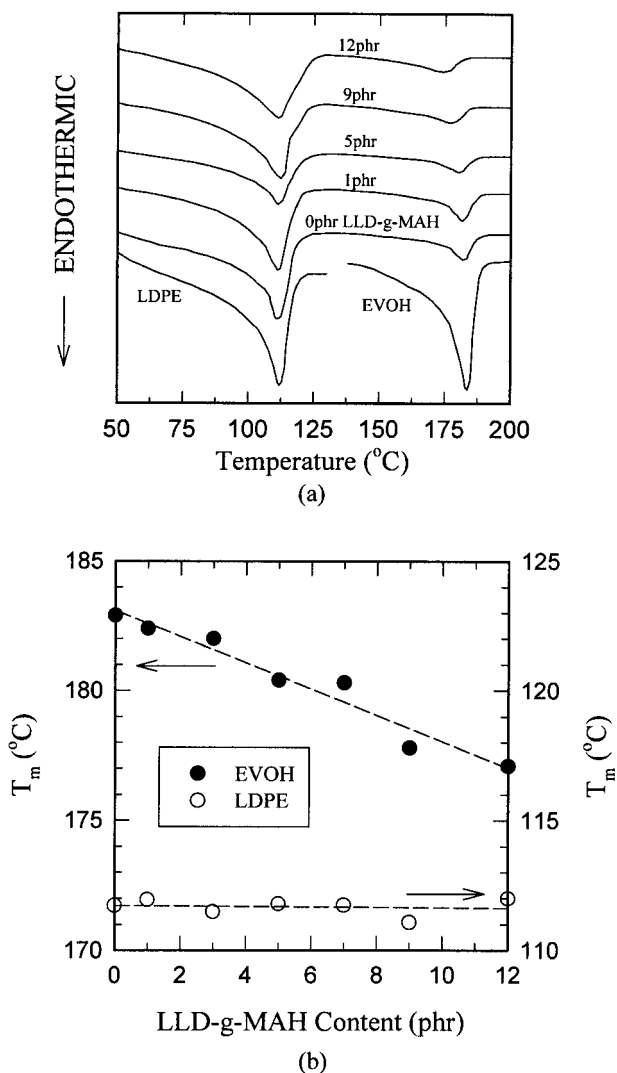 ENDOTHERMIC
12phr
9phr
5phr
1phr
0phr LLD-g-MAH
LDPE
EVOH
50 75 100 125 150 175 200
Temperature (°C)
(a)
185
180
175
170
T_m (°C)
125
120
115
110
T_m (°C)
EVOH
LDPE
0 2 4 6 8 10 12
LLD-g-MAH Content (phr)
(b)